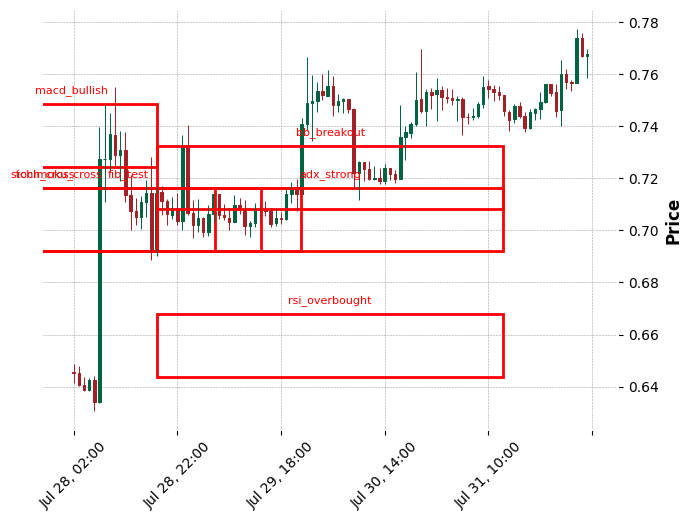 0.78
macd_bullish
0.76
bb_breakout
0.74
fib_test
adx_strong
0.72
0.70
Price
rsi_overbought
0.68
0.66
0.64
Jul 28, 02:00
Jul 28, 22:00
Jul 29, 18:00
Jul 30, 14:00
Jul 31, 10:00